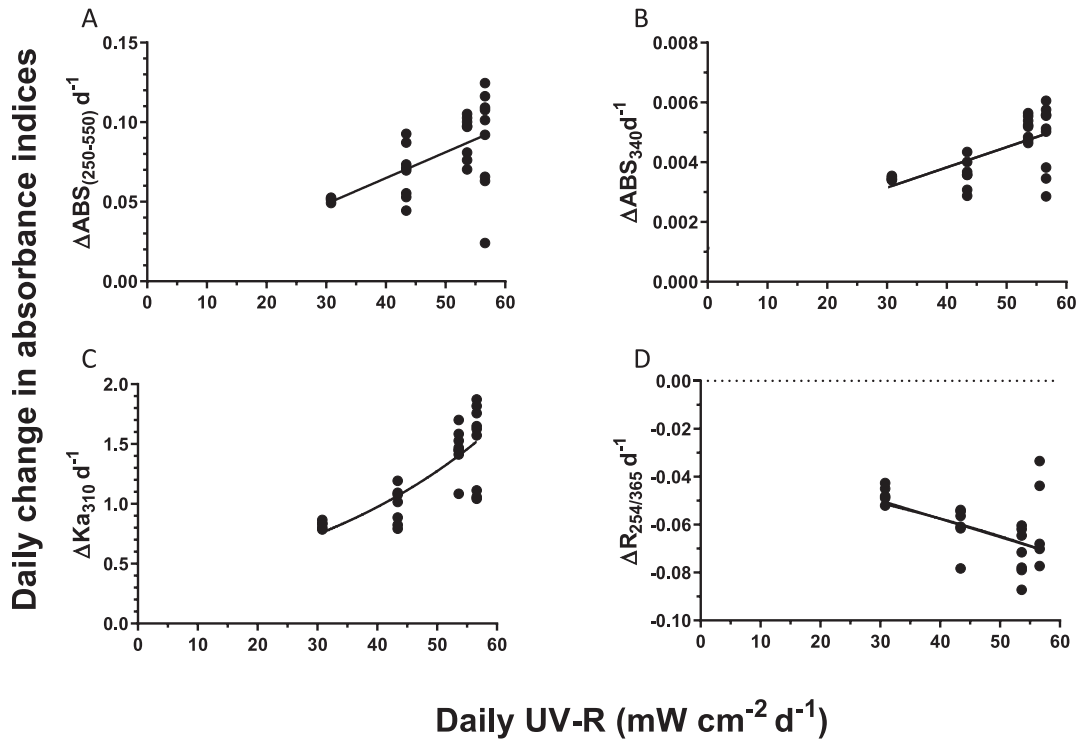 Daily change in absorbance indices
A
ΔABS(250-550) d-1
0.15
0.10
0.05
0.00
0 10 20 30 40 50 60
B
ΔABS340d-1
0.008
0.006
0.004
0.002
0.000
0 10 20 30 40 50 60
C
ΔKa310 d-1
2.0
1.5
1.0
0.5
0.0
0 10 20 30 40 50 60
D
ΔR254/365 d-1
0.00
-0.02
-0.04
-0.06
-0.08
-0.10
0 10 20 30 40 50 60
Daily UV-R (mW cm-2 d-1)